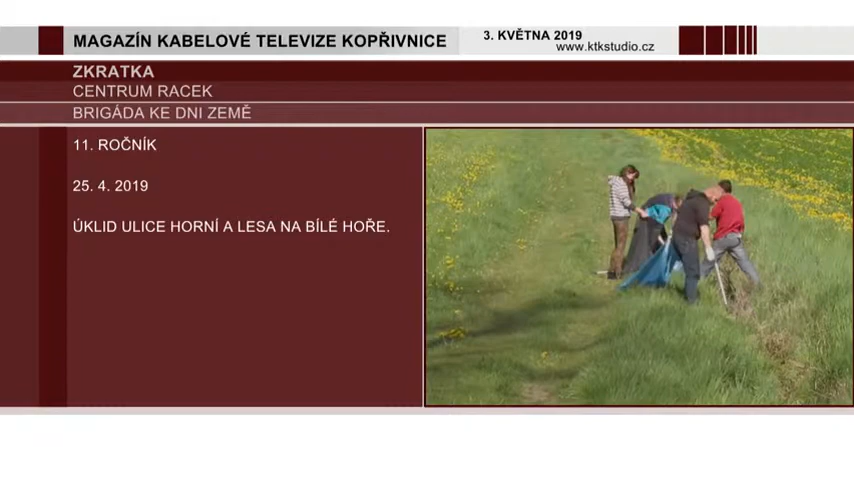 MAGAZÍN KABELOVÉ TELEVIZE KOPŘIVNICE
3. KVĚTNA 2019
www.ktkstudio.cz
ZKRATKA
CENTRUM RACEK
BRIGÁDA KE DNI ZEMĚ
11. ROČNÍK
25. 4. 2019
ÚKLID ULICE HORNÍ A LESA NA BÍLÉ HOŘE.